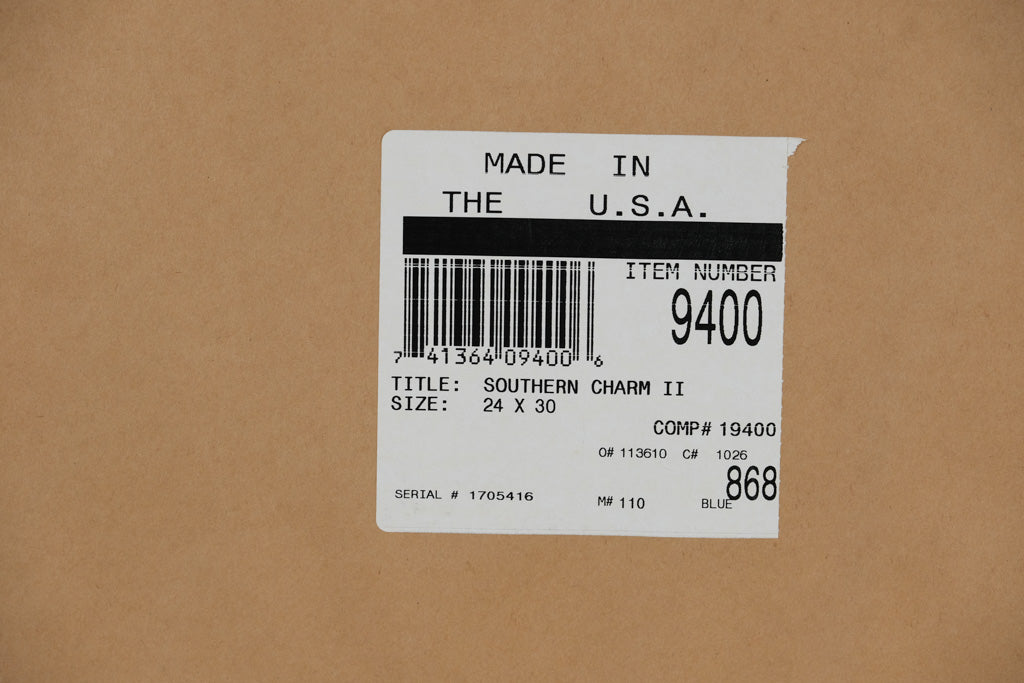 MADE IN
THE U.S.A.
ITEM NUMBER
9400
7 41364 09400 6
TITLE: SOUTHERN CHARM II
SIZE: 24 X 30
COMP# 19400
O# 113610 C# 1026
868
SERIAL # 1705416 M# 110 BLUE